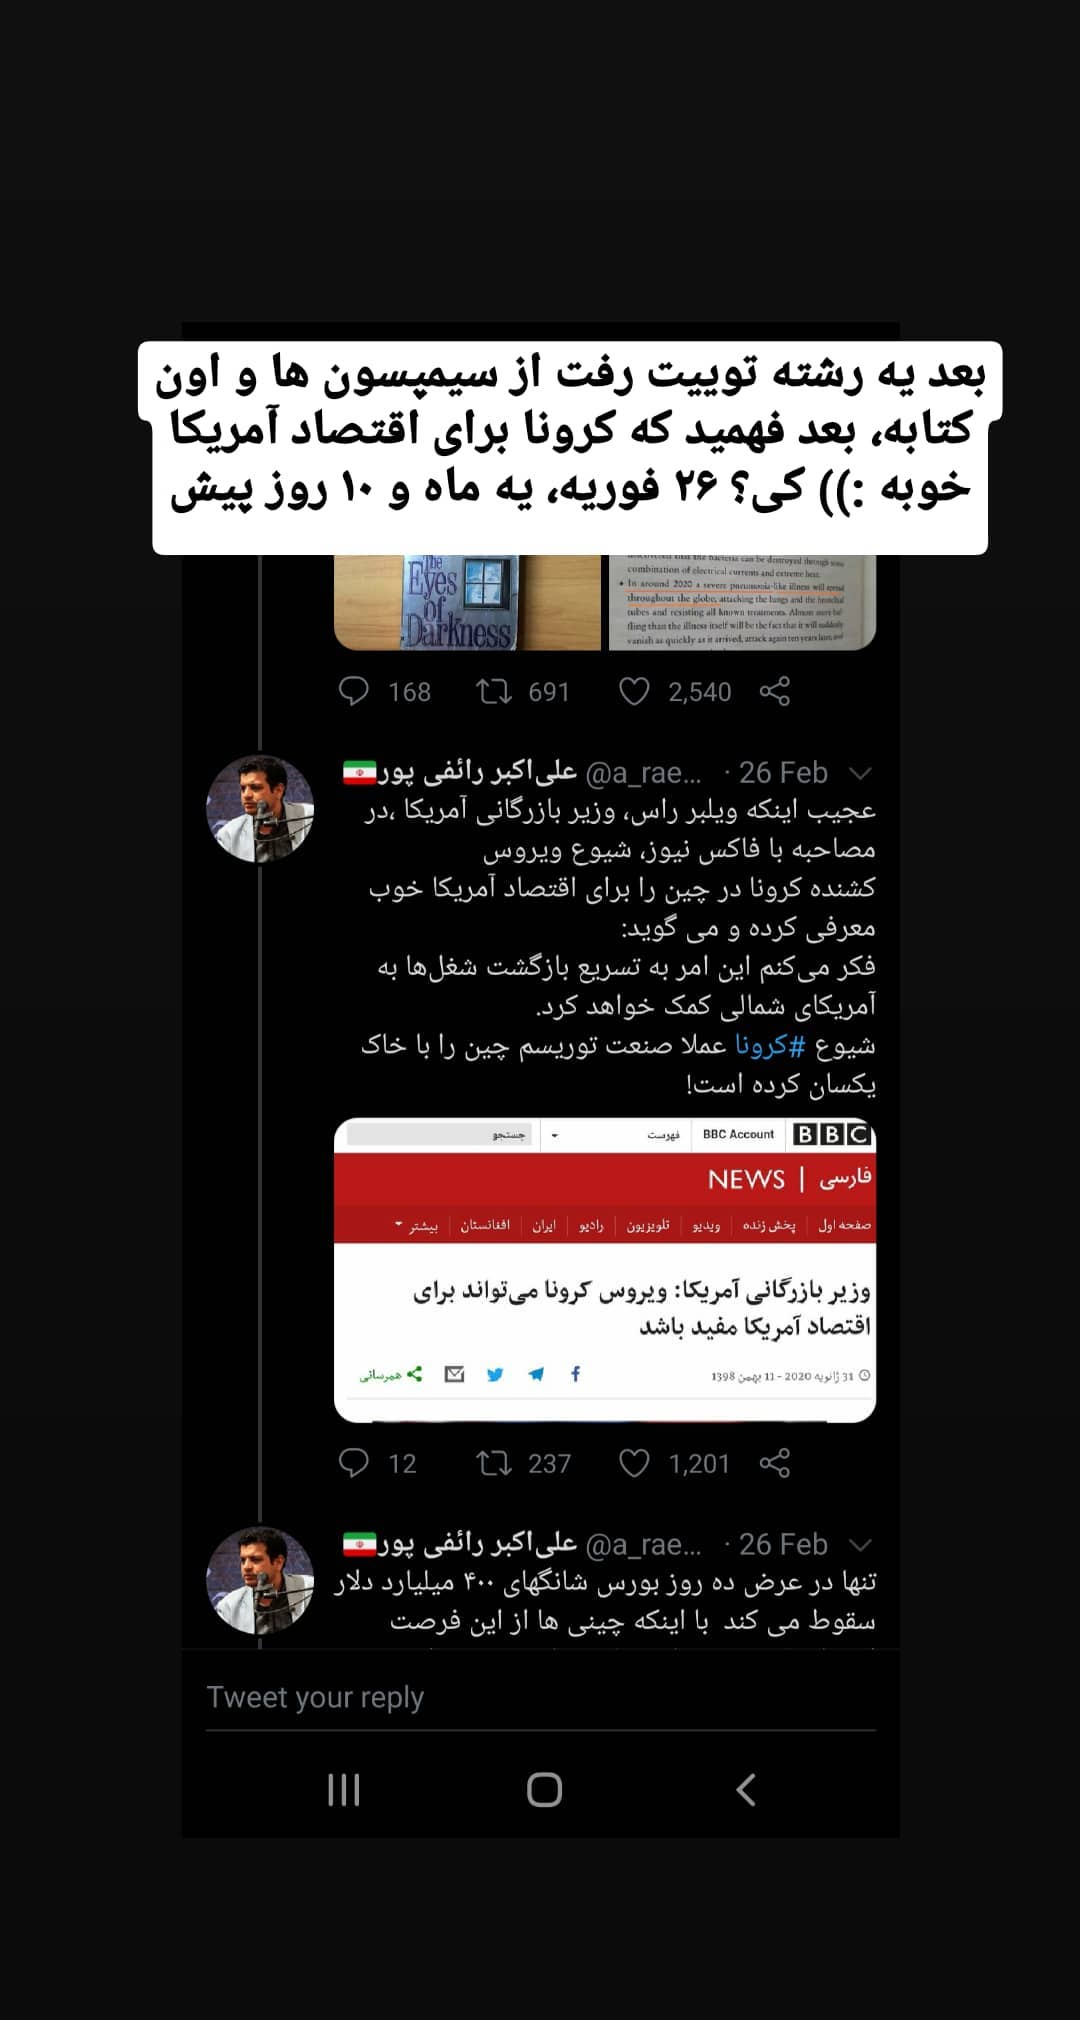 بعد یه رشته توییت رفت از سیمپسون ها و اون
کتابه، بعد فهمید که کرونا برای اقتصاد آمریکا
خوبه :)) کی؟ ۲۶ فوریه، یه ماه و ۱۰ روز پیش
The
Eyes
of
Darkness
combination of electrical currents and extreme heat.
• In around 2020 a severe pneumonia-like illness will spread
throughout the globe, attacking the lungs and the bronchial
tubes and resisting all known treatments. Almost more baf-
fling than the illness itself will be the fact that it will suddenly
vanish as quickly as it arrived, attack again ten years later, and
168 691 2,540
علی‌اکبر رائفی پور @a_rae... · 26 Feb
عجیب اینکه ویلبر راس، وزیر بازرگانی آمریکا ،در
مصاحبه با فاکس نیوز، شیوع ویروس
کشنده کرونا در چین را برای اقتصاد آمریکا خوب
معرفی کرده و می گوید:
فکر می‌کنم این امر به تسریع بازگشت شغل‌ها به
آمریکای شمالی کمک خواهد کرد.
شیوع #کرونا عملا صنعت توریسم چین را با خاک
یکسان کرده است!
BBC BBC Account فهرست جستجو
فارسی | NEWS
صفحه اول پخش زنده ویدیو تلویزیون رادیو ایران افغانستان بیشتر
وزیر بازرگانی آمریکا: ویروس کرونا می‌تواند برای
اقتصاد آمریکا مفید باشد
31 ژانویه 2020 - 11 بهمن 1398 همرسانی
12 237 1,201
علی‌اکبر رائفی پور @a_rae... · 26 Feb
تنها در عرض ده روز بورس شانگهای ۴۰۰ میلیارد دلار
سقوط می کند با اینکه چینی ها از این فرصت
Tweet your reply